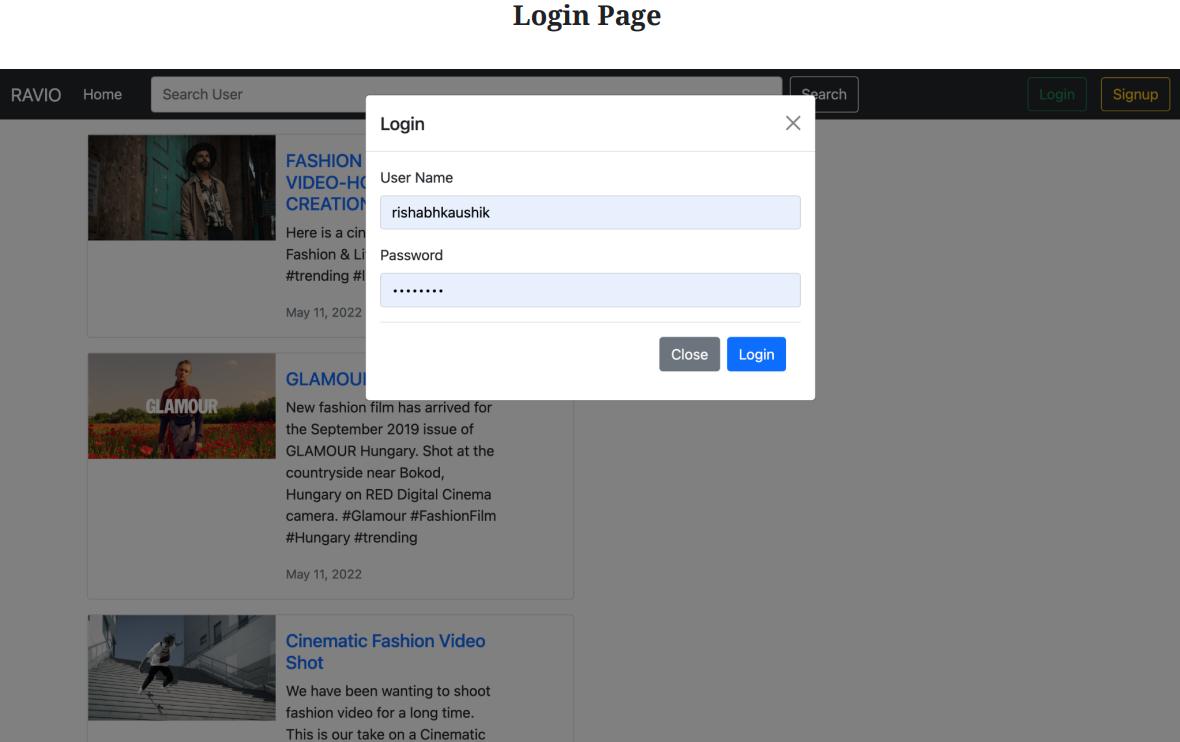 Login Page
RAVIO
Home
Search User
Search
Login
Signup
Login
User Name
rishabhkaushik
Password
••••••••
Close
Login
FASHION
VIDEO-
CREATION
Here is a
Fashion &
#trending
May 11, 2022
GLAMOUR
GLAMOUR
New fashion film has arrived for
the September 2019 issue of
GLAMOUR Hungary. Shot at the
countryside near Bokod,
Hungary on RED Digital Cinema
camera. #Glamour #FashionFilm
#Hungary #trending
May 11, 2022
Cinematic Fashion Video
Shot
We have been wanting to shoot
fashion video for a long time.
This is our take on a Cinematic